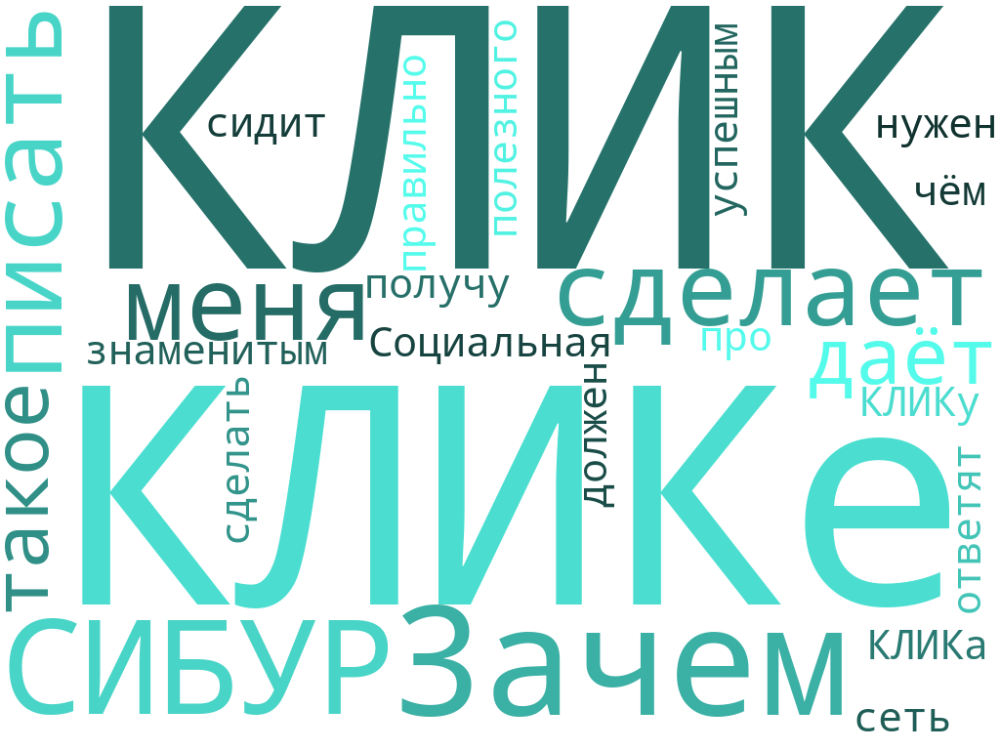 писать
КЛИК
сидит
правильно
полезного
успешным
нужен
чём
меня
получу
сделает
знаменитым
Социальная
про
даёт
КЛИКу
такое
КЛИКе
сделать
должен
ответят
СИБУР
Зачем
КЛИКа
сеть